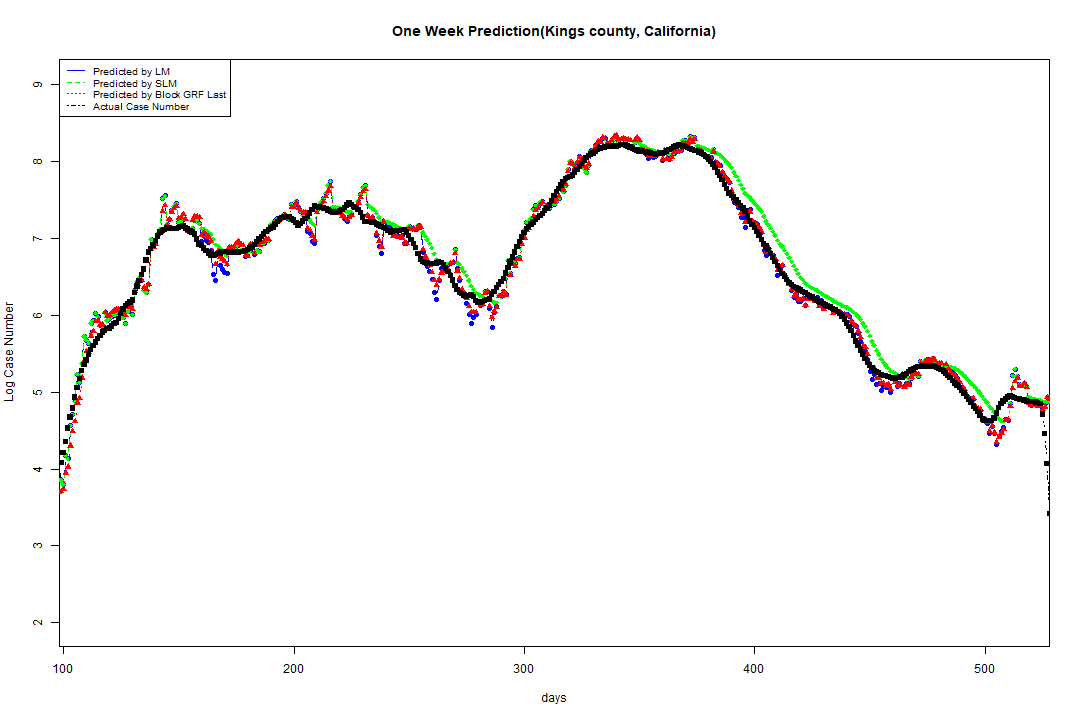 One Week Prediction(Kings county, California)
Predicted by LM
Predicted by SLM
Predicted by Block GRF Last
Actual Case Number
Log Case Number
9
8
7
6
5
4
3
2
100 200 300 400 500
days